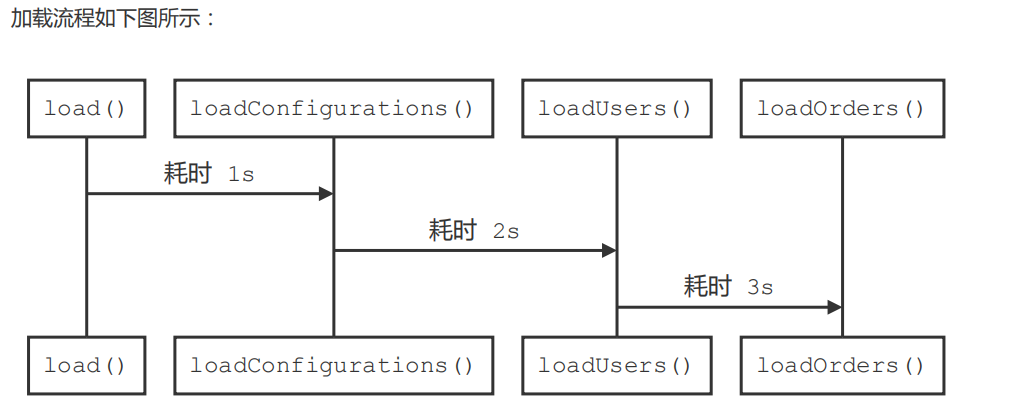 加载流程如下图所示：
load() loadConfigurations() loadUsers() loadOrders()
耗时 1s
耗时 2s
耗时 3s
load() loadConfigurations() loadUsers() loadOrders()